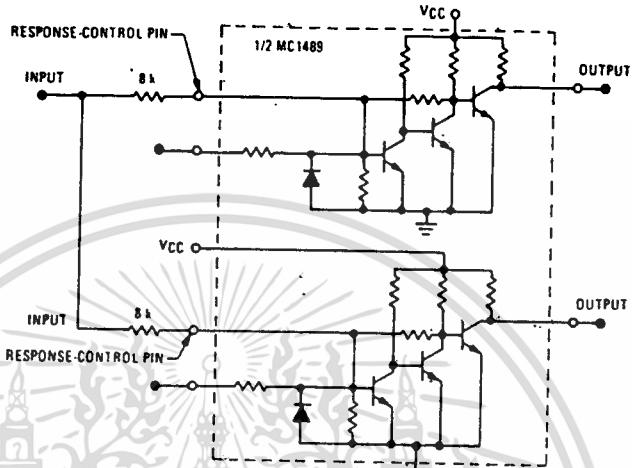 VCC
RESPONSE-CONTROL PIN
1/2 MC1489
INPUT
8 k
OUTPUT
VCC
INPUT
8 k
OUTPUT
RESPONSE-CONTROL PIN